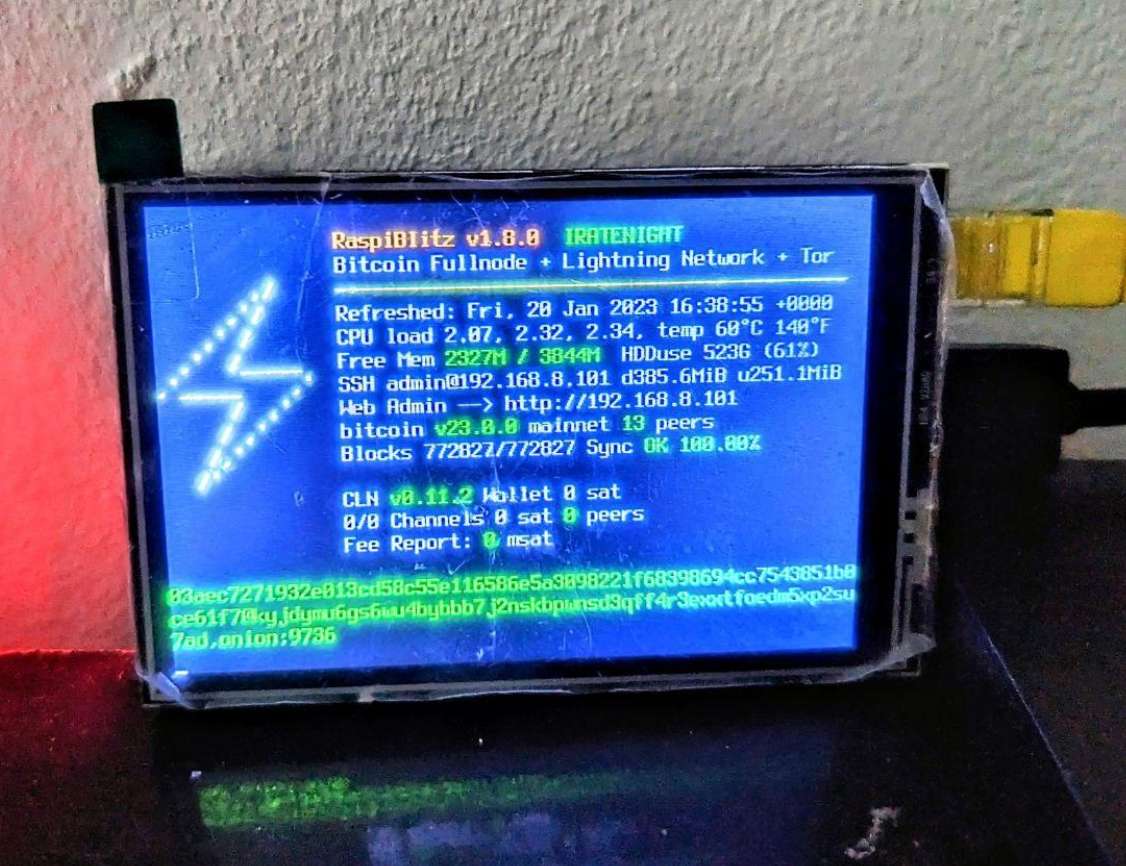 RaspiBlitz v1.8.0 IRATENIGHT
Bitcoin Fullnode + Lightning Network + Tor
Refreshed: Fri, 20 Jan 2023 16:38:55 +0000
CPU load 2.07, 2.32, 2.34, temp 60°C 140°F
Free Mem 2327M / 3844M HDDuse 523G (61%)
SSH admin@192.168.8.101 d385.6MiB u251.1MiB
Web Admin --> http://192.168.8.101
bitcoin v23.0.0 mainnet 13 peers
Blocks 772827/772827 Sync OK 100.00%
CLN v0.11.2 Wallet 0 sat
0/0 Channels 0 sat 0 peers
Fee Report: 0 msat
03aec7271932e013cd58c55e116586e5a3098221f68398694cc7543851b0
ce61f7@kyjdymu6gs6wu4bybbb7j2nskbpwnsd3qff4r3exxtfoedm5xp2su
7ad.onion:9736